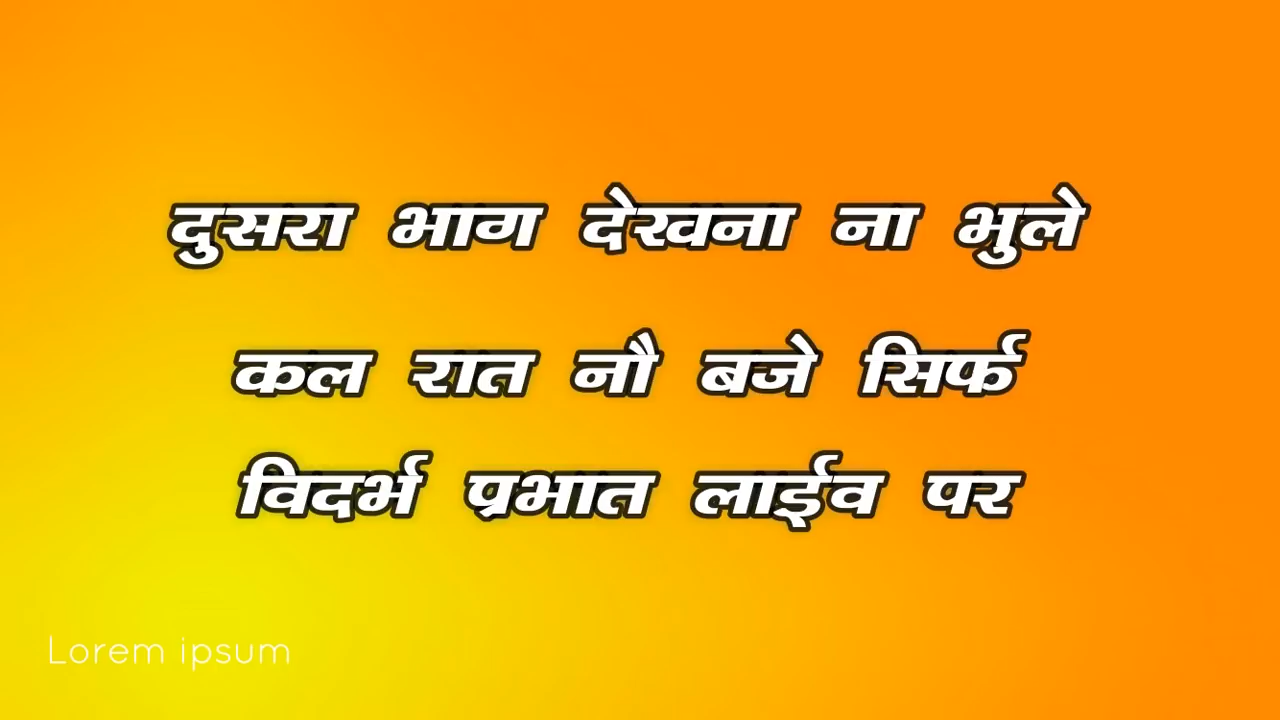 दुसरा भाग देखना ना भुले
कल रात नौ बजे सिर्फ
विदर्भ प्रभात लाईव पर
Lorem ipsum